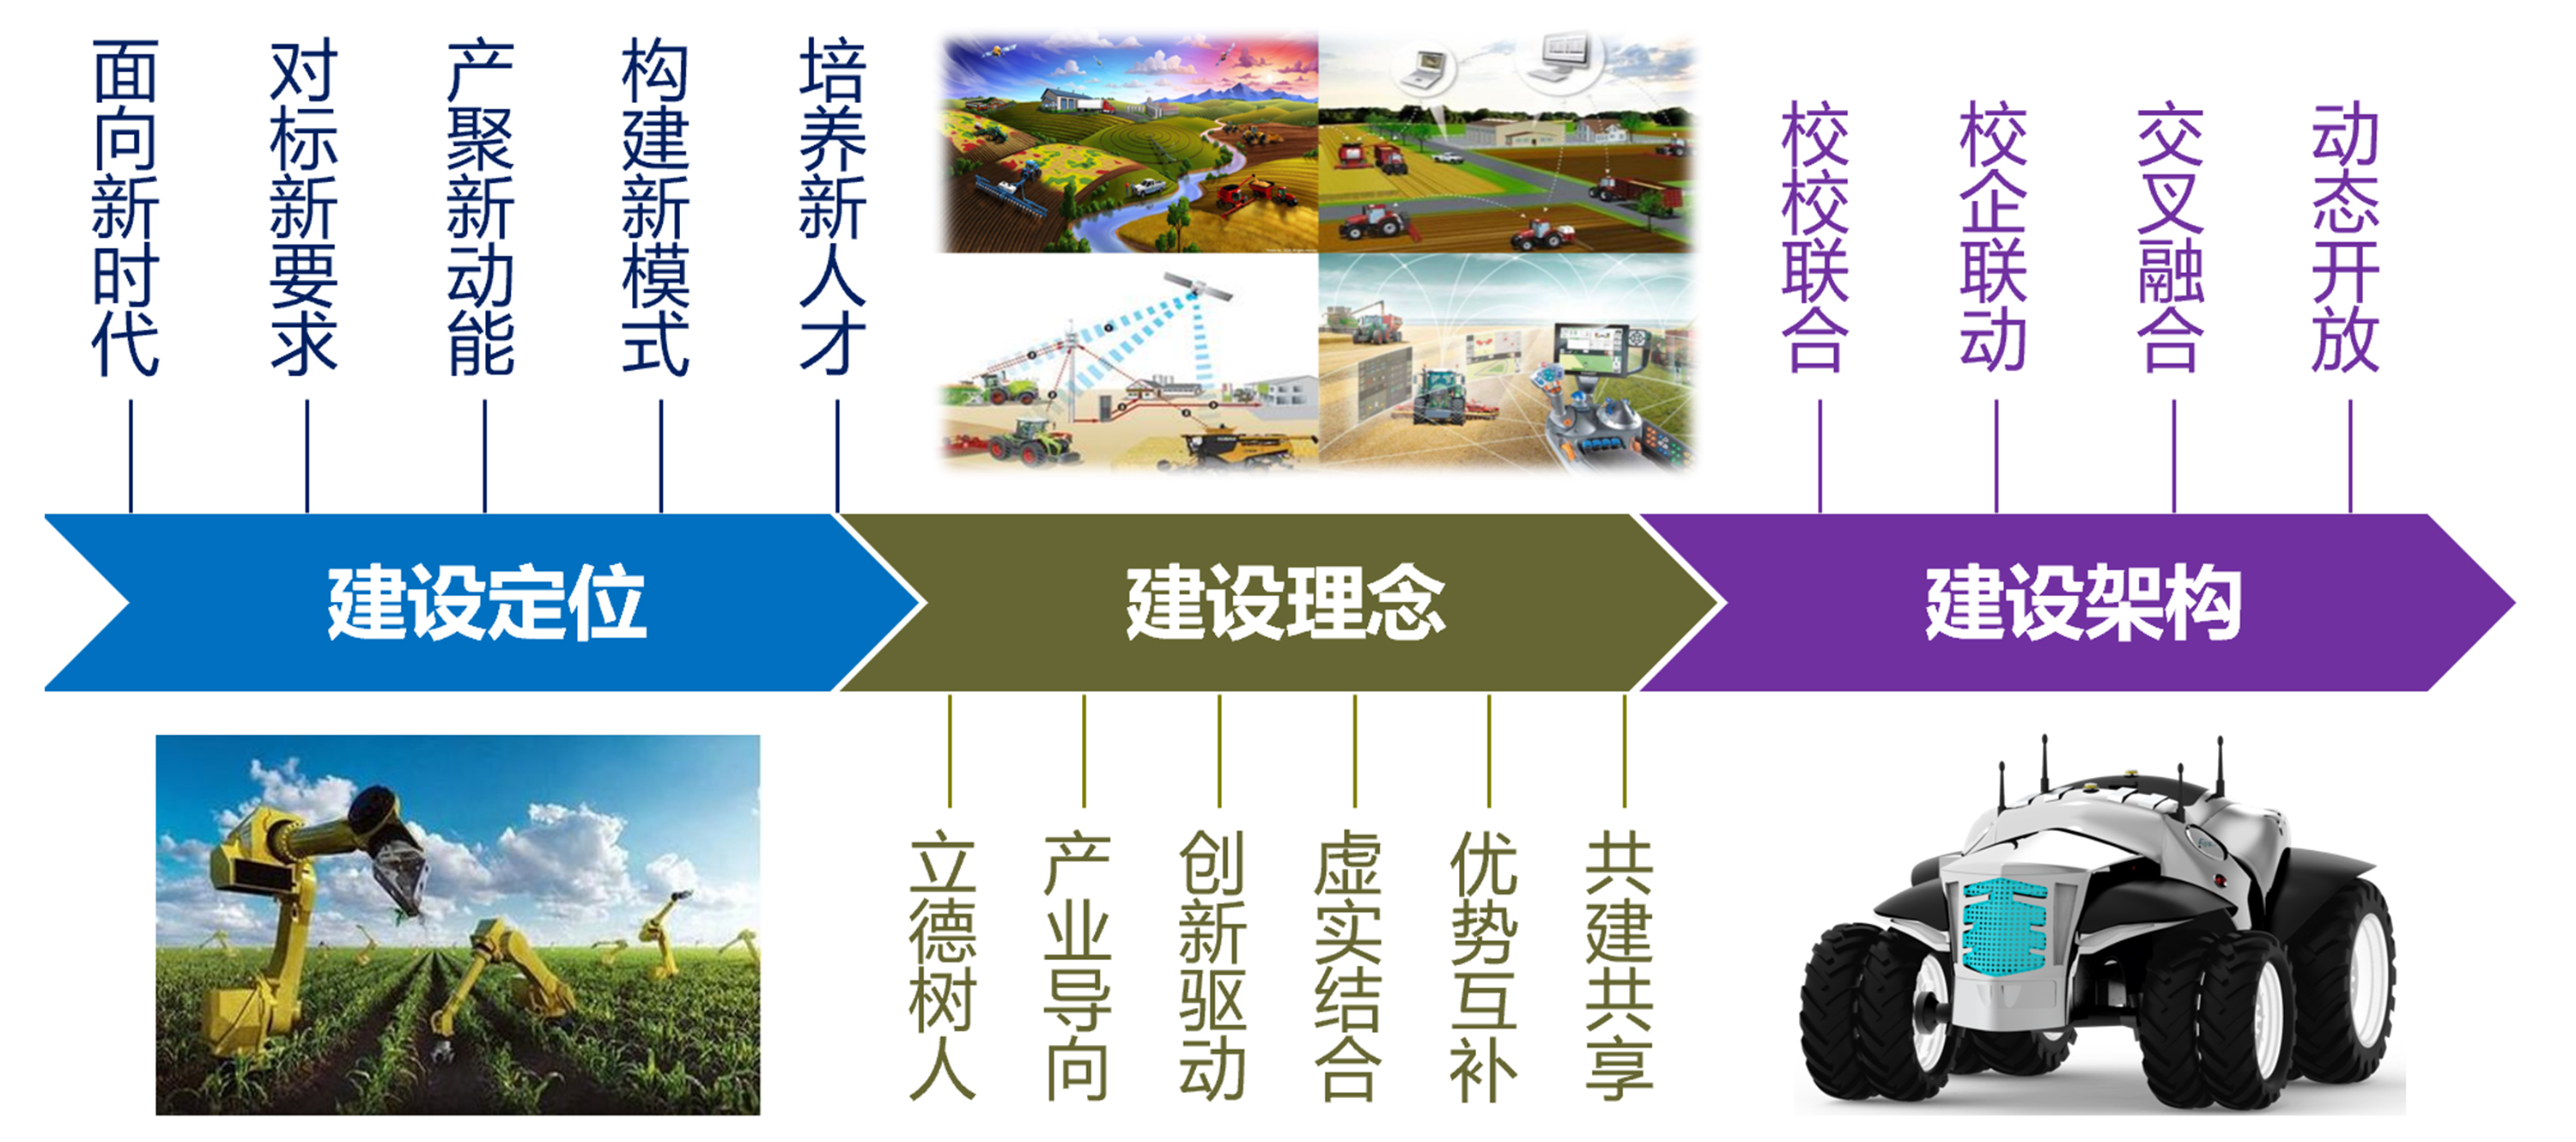 面向新时代
对标新要求
产聚新动能
构建新模式
培养新人才
校校联合
校企联动
交叉融合
动态开放
建设定位
建设理念
建设架构
立德树人
产业导向
创新驱动
虚实结合
优势互补
共建共享